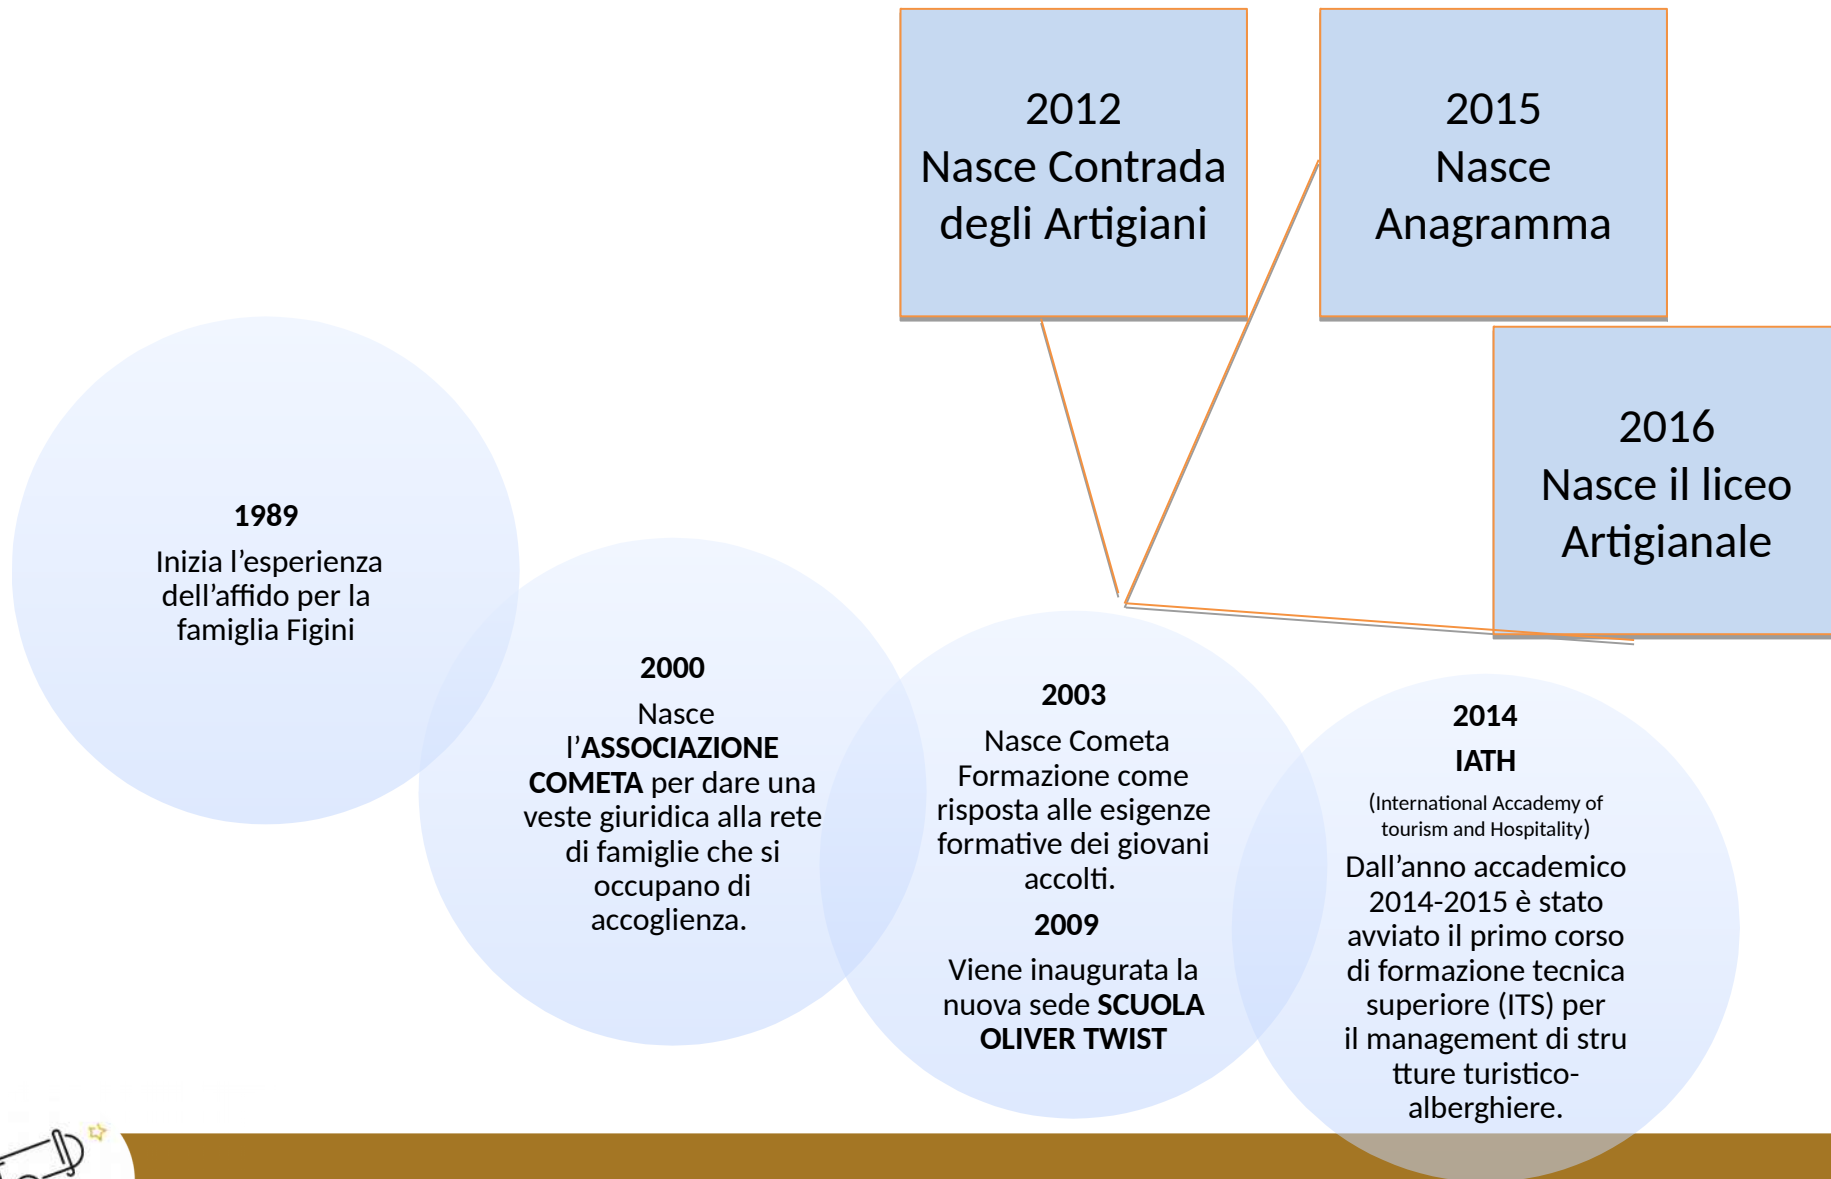 2012
Nasce Contrada
degli Artigiani
2015
Nasce
Anagramma
2016
Nasce il liceo
Artigianale
1989
Inizia l’esperienza
dell’affido per la
famiglia Figini
2000
Nasce
l’ASSOCIAZIONE
COMETA per dare una
veste giuridica alla rete
di famiglie che si
occupano di
accoglienza.
2003
Nasce Cometa
Formazione come
risposta alle esigenze
formative dei giovani
accolti.
2009
Viene inaugurata la
nuova sede SCUOLA
OLIVER TWIST
2014
IATH
(International Accademy of
tourism and Hospitality)
Dall’anno accademico
2014-2015 è stato
avviato il primo corso
di formazione tecnica
superiore (ITS) per
il management di stru
tture turistico-
alberghiere.